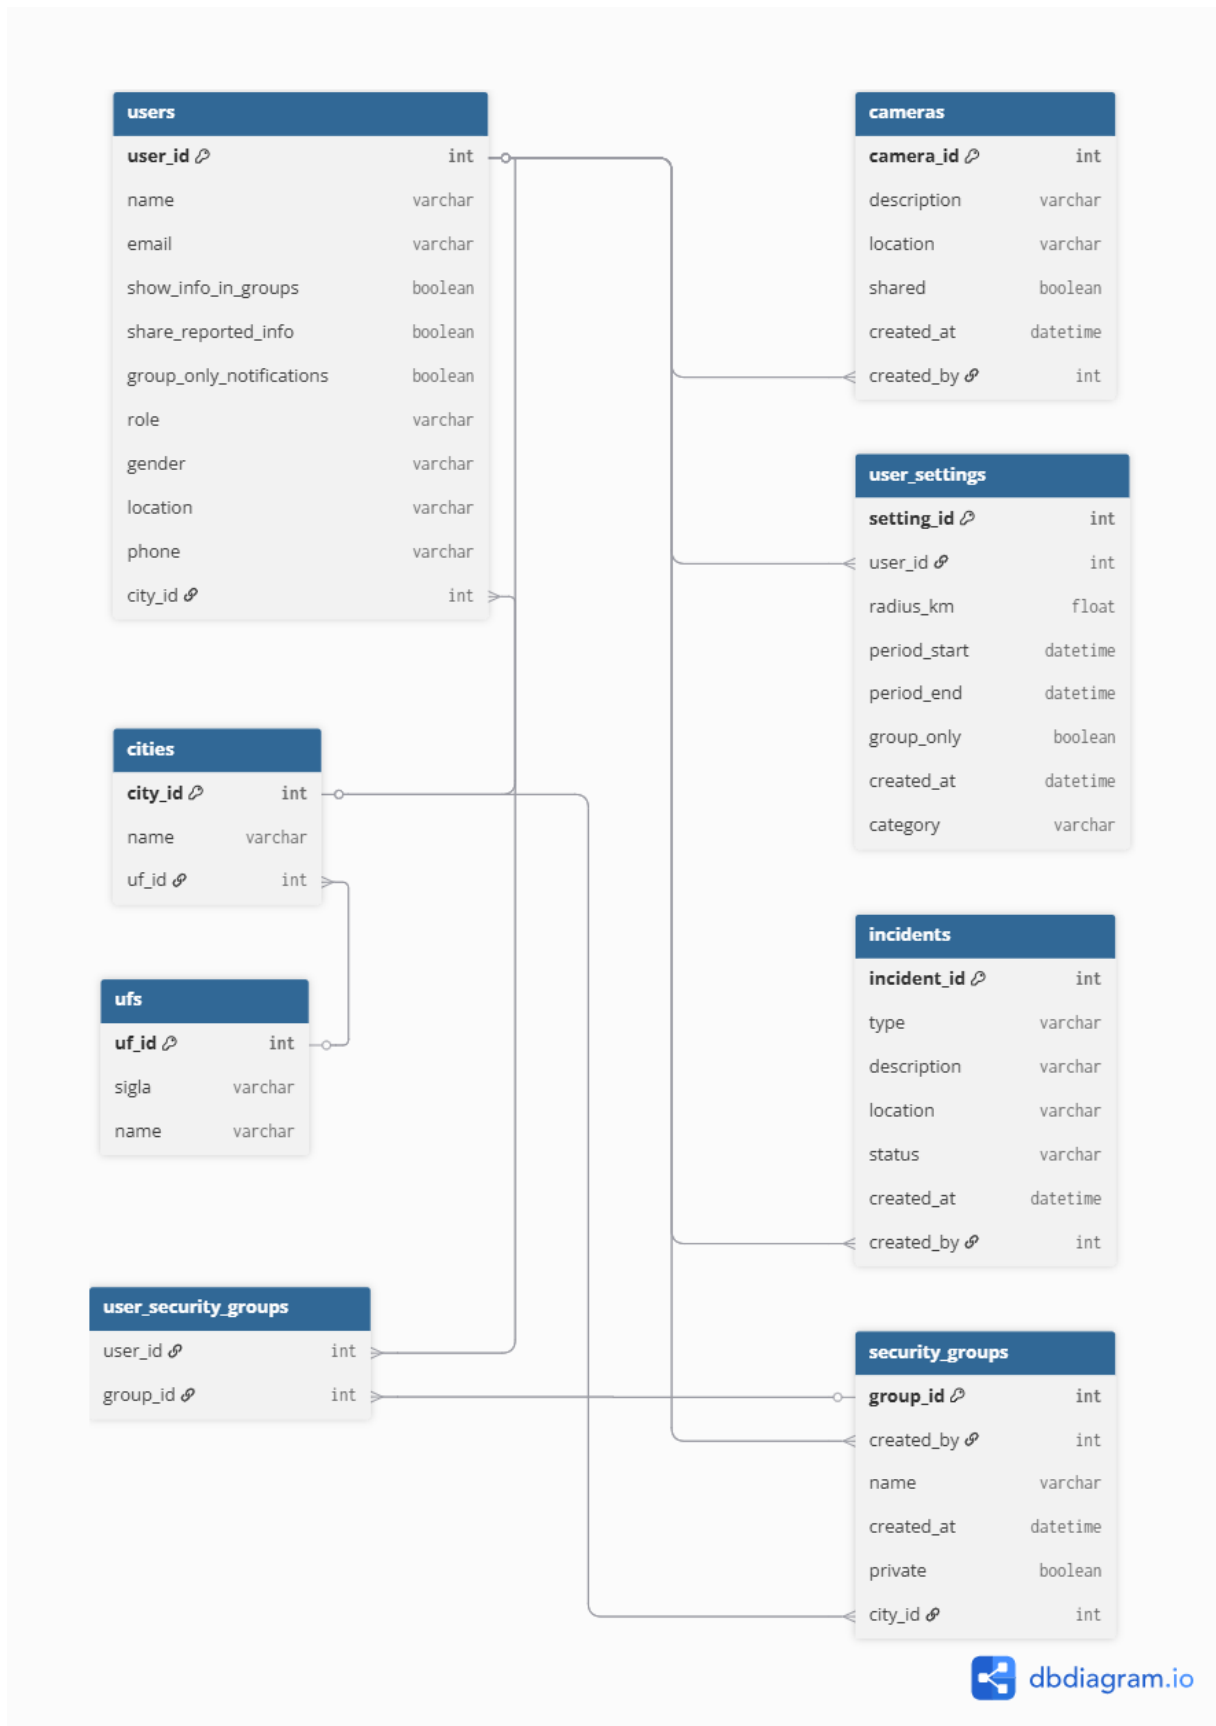 users
user_id int
name varchar
email varchar
show_info_in_groups boolean
share_reported_info boolean
group_only_notifications boolean
role varchar
gender varchar
location varchar
phone varchar
city_id int
cities
city_id int
name varchar
uf_id int
ufs
uf_id int
sigla varchar
name varchar
user_security_groups
user_id int
group_id int
cameras
camera_id int
description varchar
location varchar
shared boolean
created_at datetime
created_by int
user_settings
setting_id int
user_id int
radius_km float
period_start datetime
period_end datetime
group_only boolean
created_at datetime
category varchar
incidents
incident_id int
type varchar
description varchar
location varchar
status varchar
created_at datetime
created_by int
security_groups
group_id int
created_by int
name varchar
created_at datetime
private boolean
city_id int
dbdiagram.io